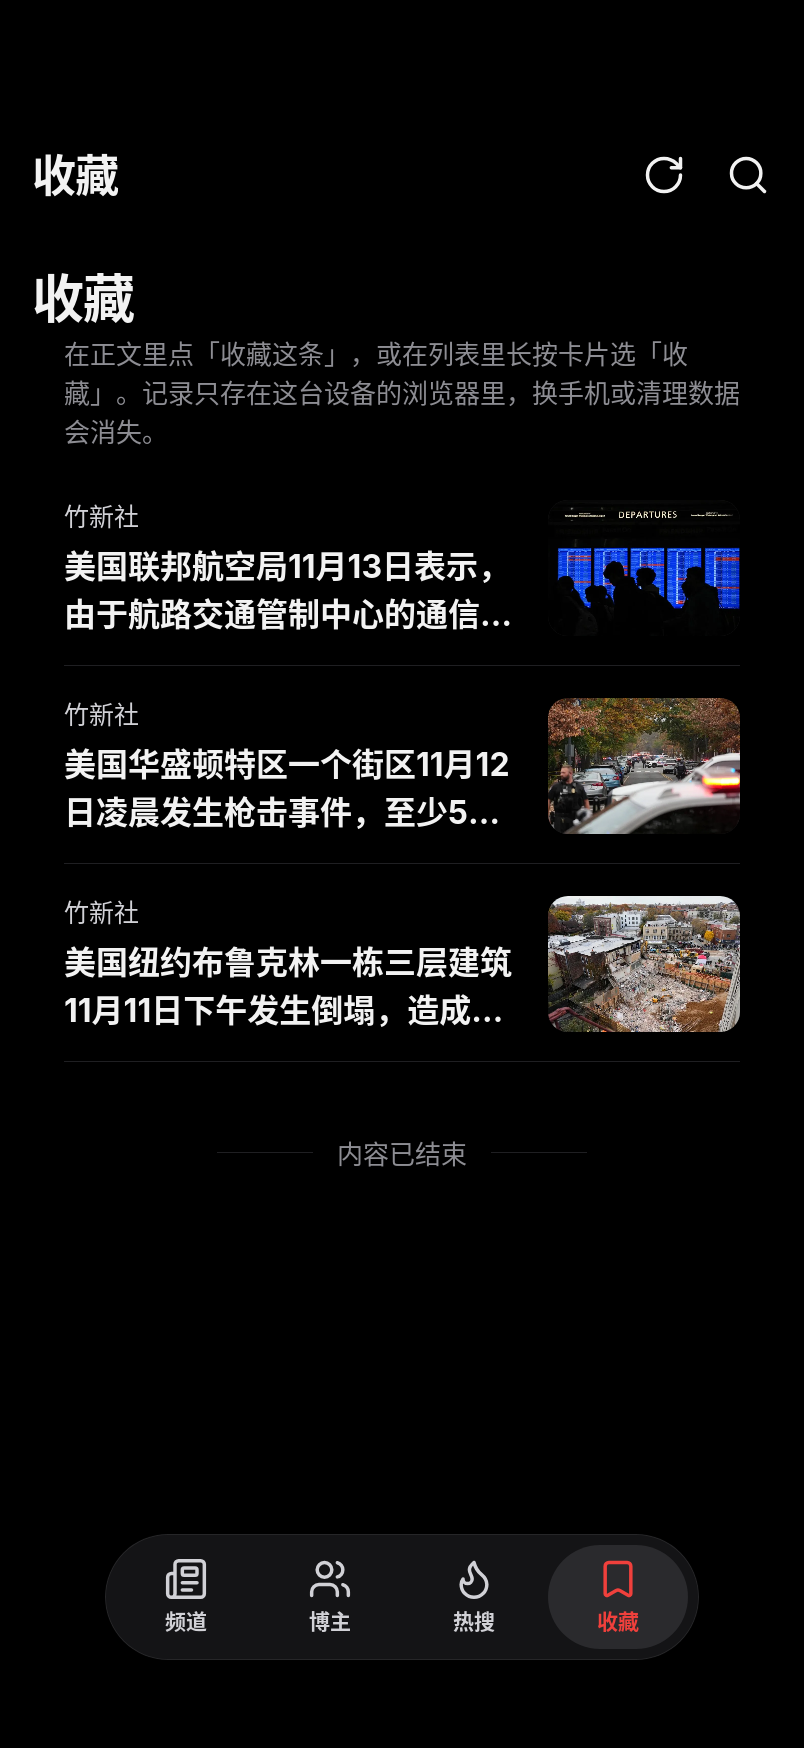 收藏
收藏
在正文里点「收藏这条」，或在列表里长按卡片选「收
藏」。记录只存在这台设备的浏览器里，换手机或清理数据
会消失。
竹新社
美国联邦航空局11月13日表示，
由于航路交通管制中心的通信...
DEPARTURES
竹新社
美国华盛顿特区一个街区11月12
日凌晨发生枪击事件，至少5...
竹新社
美国纽约布鲁克林一栋三层建筑
11月11日下午发生倒塌，造成...
内容已结束
频道
博主
热搜
收藏